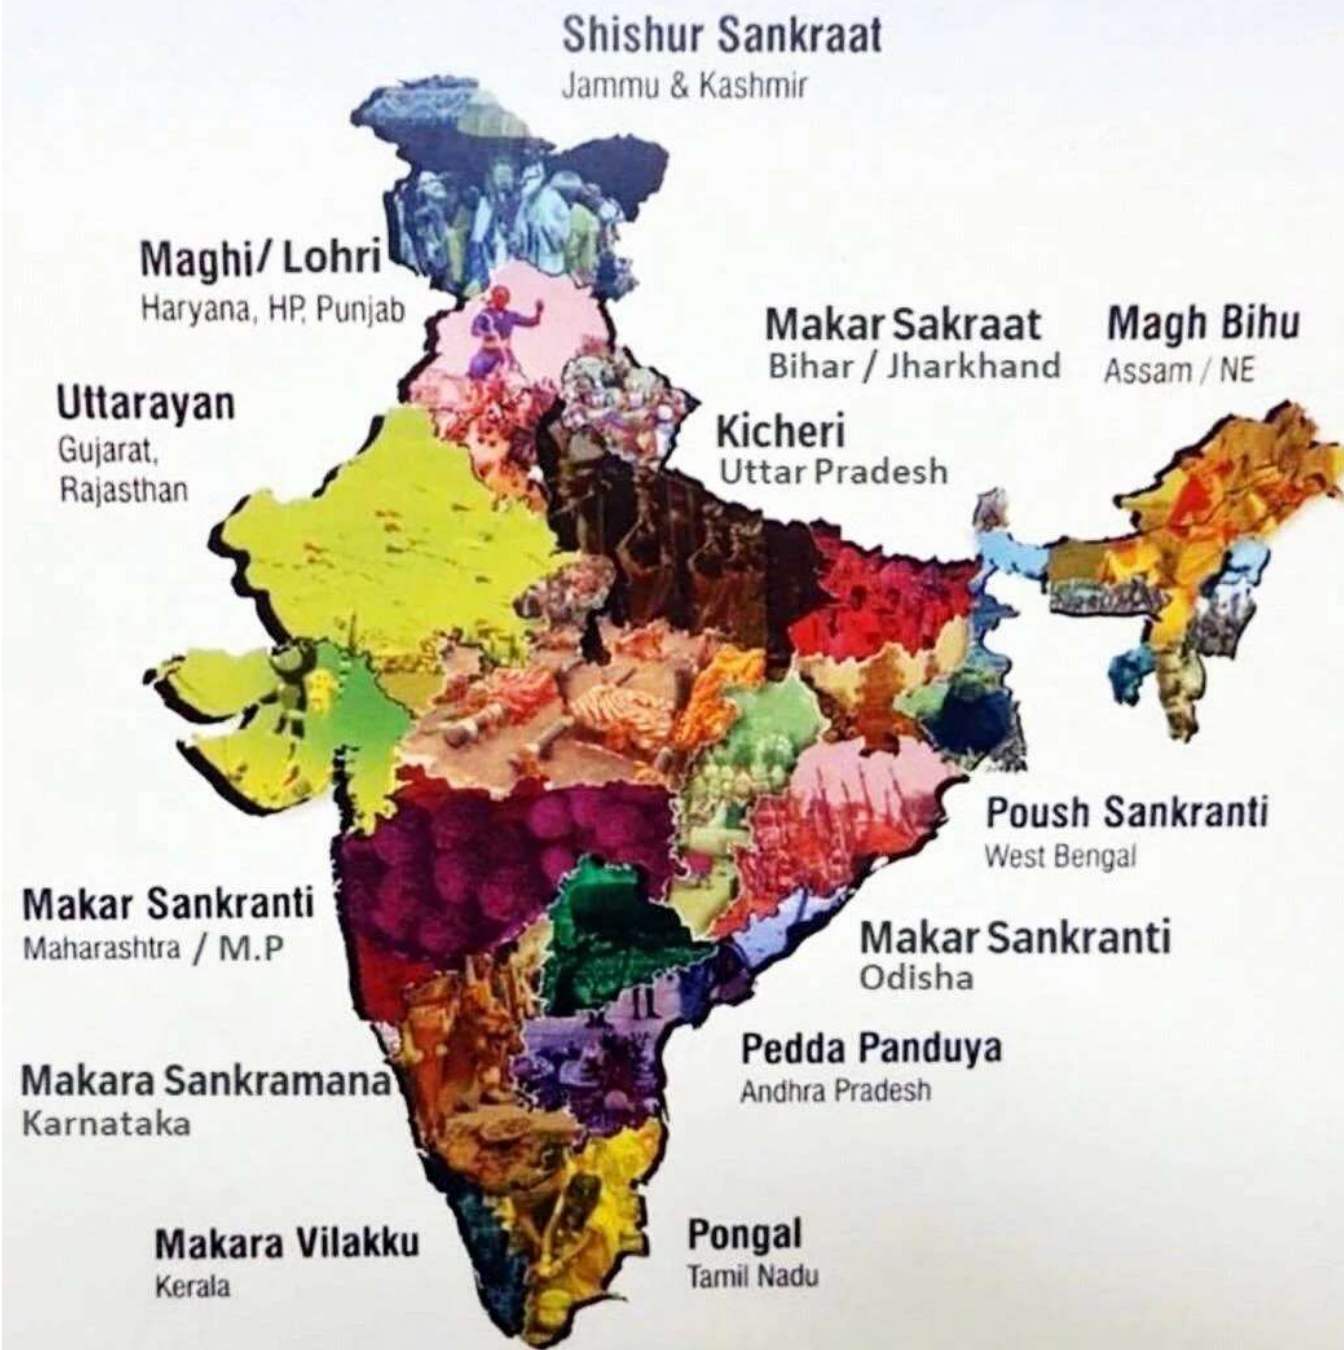 Shishur Sankraat
Jammu & Kashmir
Maghi/ Lohri
Haryana, HP, Punjab
Makar Sakraat
Bihar / Jharkhand
Magh Bihu
Assam / NE
Uttarayan
Gujarat,
Rajasthan
Kicheri
Uttar Pradesh
Poush Sankranti
West Bengal
Makar Sankranti
Maharashtra / M.P
Makar Sankranti
Odisha
Pedda Panduya
Andhra Pradesh
Makara Sankramana
Karnataka
Makara Vilakku
Kerala
Pongal
Tamil Nadu